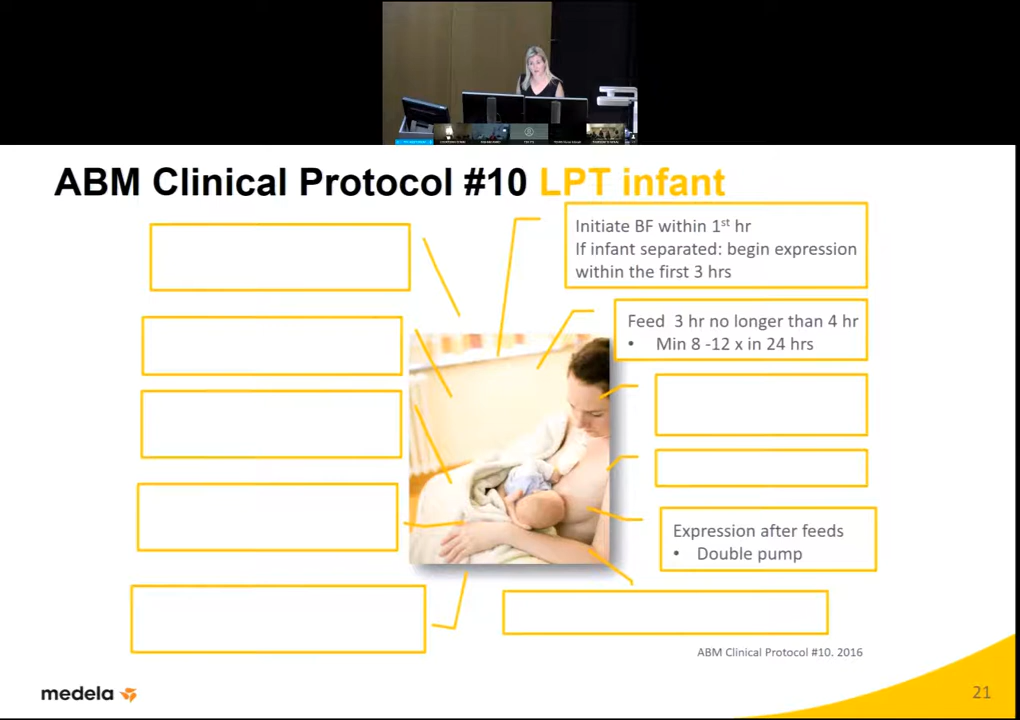 ABM Clinical Protocol #10 LPT infant
Initiate BF within 1st hr
If infant separated: begin expression
within the first 3 hrs
Feed 3 hr no longer than 4 hr
• Min 8 -12 x in 24 hrs
Expression after feeds
• Double pump
ABM Clinical Protocol #10. 2016
medela
21